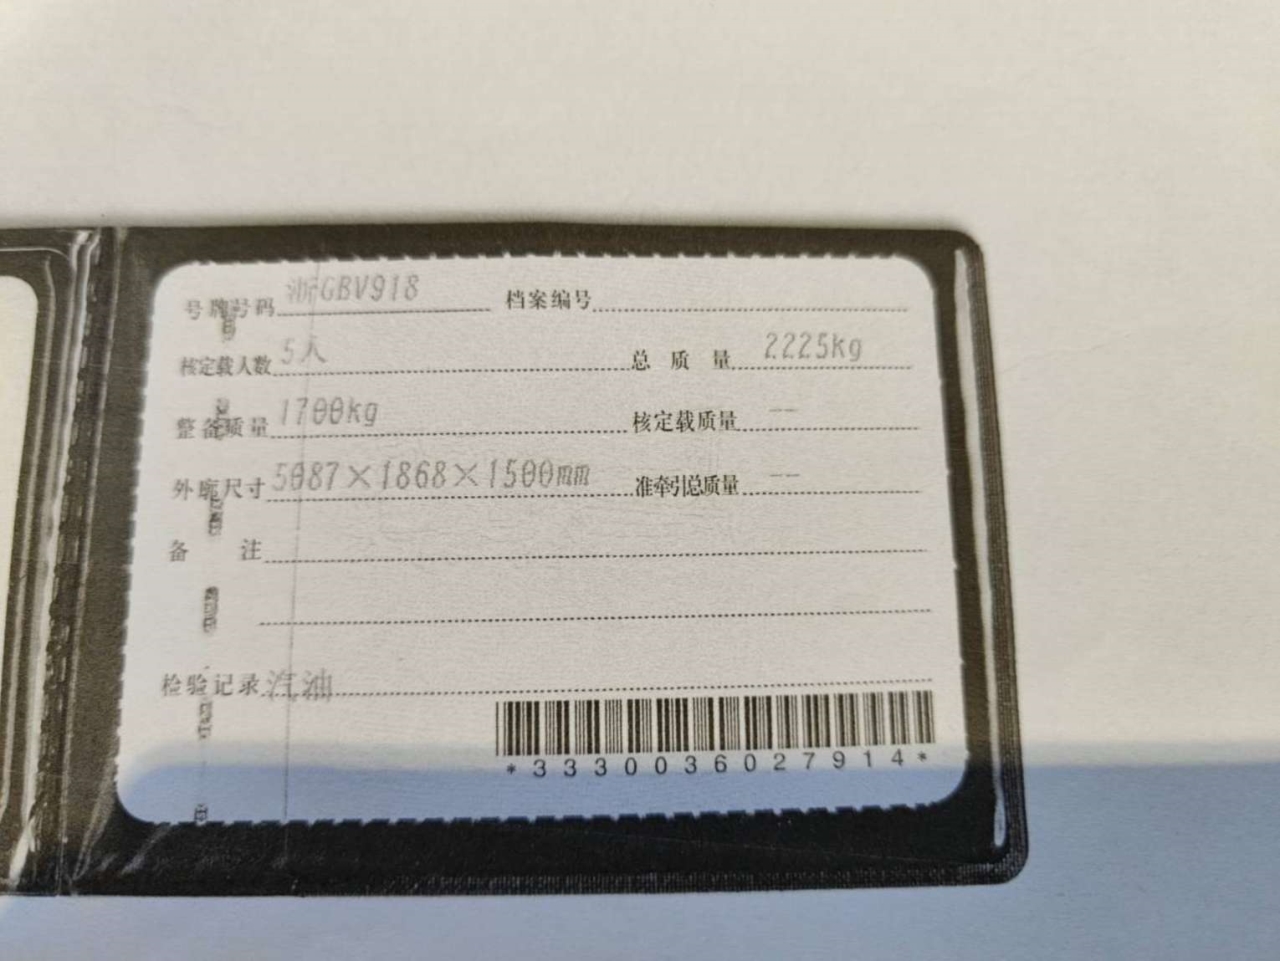 号牌号码 浙GBV918 档案编号
核定载人数 5人 总质量 2225kg
整备质量 1700kg 核定载质量 --
外廓尺寸 5087×1868×1500mm 准牵引总质量 --
备注
检验记录 汽油
*3330036027914*